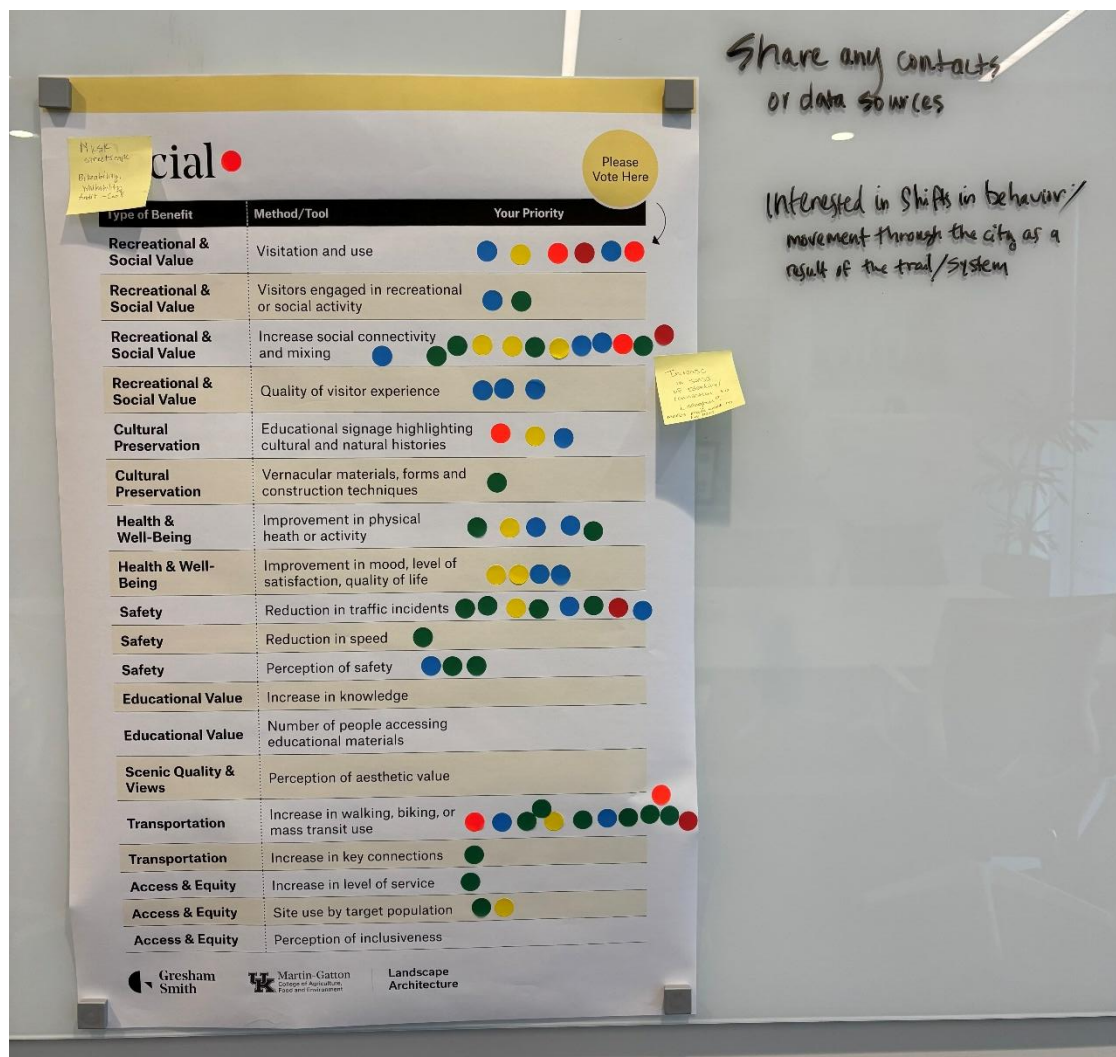 Share any contacts
or data sources
Interested in Shifts in behavior/
movement through the city as a
result of the trail/system
cial
Please
Vote Here
Type of Benefit Method/Tool Your Priority
Recreational &
Social Value
Visitation and use
Recreational &
Social Value
Visitors engaged in recreational
or social activity
Recreational &
Social Value
Increase social connectivity
and mixing
Recreational &
Social Value
Quality of visitor experience
Cultural
Preservation
Educational signage highlighting
cultural and natural histories
Cultural
Preservation
Vernacular materials, forms and
construction techniques
Health &
Well-Being
Improvement in physical
heath or activity
Health & Well-
Being
Improvement in mood, level of
satisfaction, quality of life
Safety Reduction in traffic incidents
Safety Reduction in speed
Safety Perception of safety
Educational Value Increase in knowledge
Educational Value
Number of people accessing
educational materials
Scenic Quality &
Views
Perception of aesthetic value
Transportation
Increase in walking, biking, or
mass transit use
Transportation Increase in key connections
Access & Equity Increase in level of service
Access & Equity Site use by target population
Access & Equity Perception of inclusiveness
Gresham
Smith
UK
Martin-Gatton
College of Agriculture,
Food and Environment
Landscape
Architecture